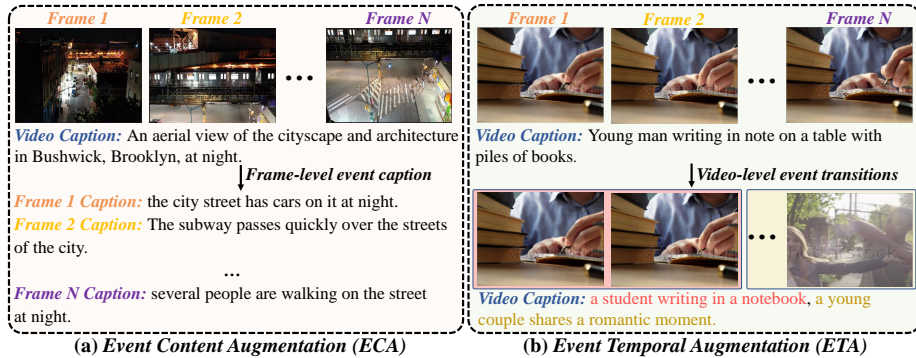 Frame 1 Frame 2 Frame N
Video Caption: An aerial view of the cityscape and architecture
in Bushwick, Brooklyn, at night.
Frame-level event caption
Frame 1 Caption: the city street has cars on it at night.
Frame 2 Caption: The subway passes quickly over the streets
of the city.
...
Frame N Caption: several people are walking on the street
at night.
(a) Event Content Augmentation (ECA)
Frame 1 Frame 2 Frame N
Video Caption: Young man writing in note on a table with
piles of books.
Video-level event transitions
Video Caption: a student writing in a notebook, a young
couple shares a romantic moment.
(b) Event Temporal Augmentation (ETA)